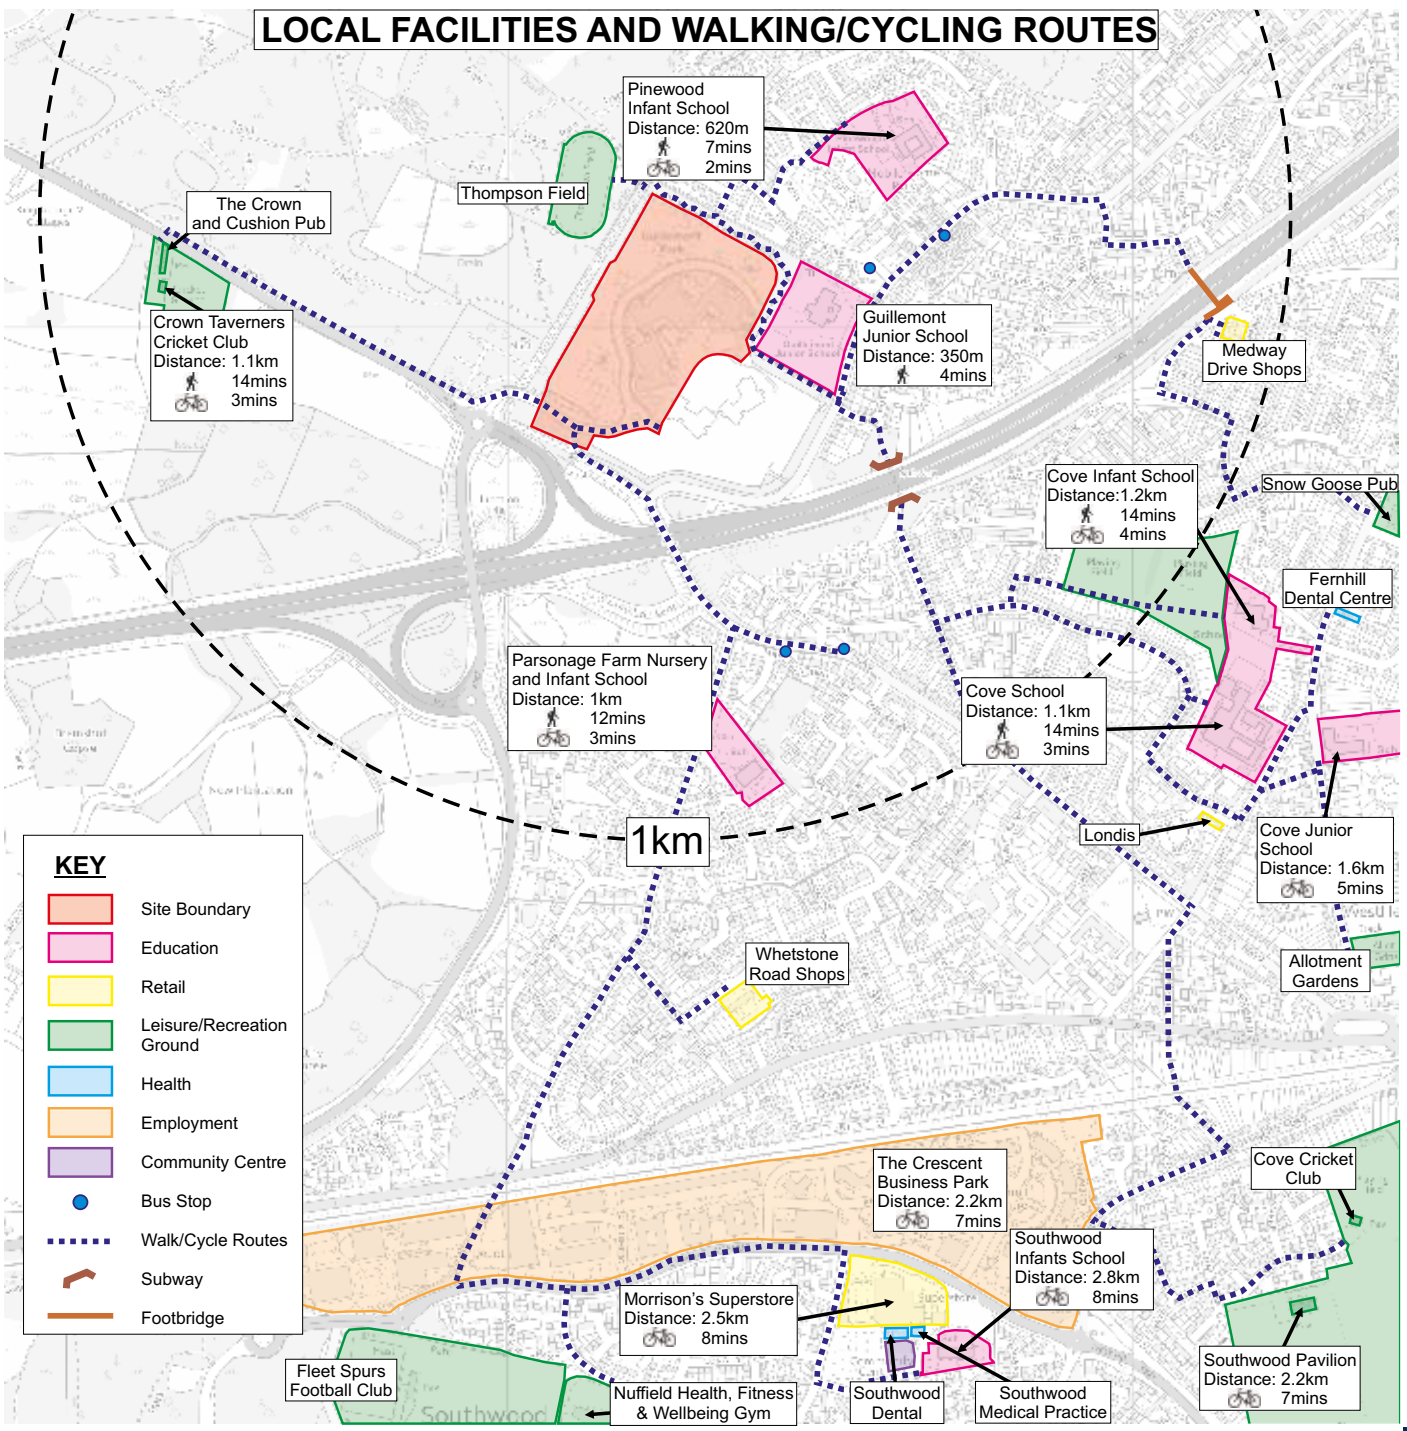 LOCAL FACILITIES AND WALKING/CYCLING ROUTES
Pinewood
Infant School
Distance: 620m
7mins
2mins
Thompson Field
The Crown
and Cushion Pub
Crown Taverners
Cricket Club
Distance: 1.1km
14mins
3mins
Guillemont
Junior School
Distance: 350m
4mins
Medway
Drive Shops
Cove Infant School
Distance:1.2km
14mins
4mins
Snow Goose Pub
Fernhill
Dental Centre
Parsonage Farm Nursery
and Infant School
Distance: 1km
12mins
3mins
Cove School
Distance: 1.1km
14mins
3mins
1km
Londis
Cove Junior
School
Distance: 1.6km
5mins
Allotment
Gardens
Whetstone
Road Shops
KEY
Site Boundary
Education
Retail
Leisure/Recreation
Ground
Health
Employment
Community Centre
Bus Stop
Walk/Cycle Routes
Subway
Footbridge
The Crescent
Business Park
Distance: 2.2km
7mins
Cove Cricket
Club
Southwood
Infants School
Distance: 2.8km
8mins
Morrison's Superstore
Distance: 2.5km
8mins
Southwood Pavilion
Distance: 2.2km
7mins
Fleet Spurs
Football Club
Nuffield Health, Fitness
& Wellbeing Gym
Southwood
Dental
Southwood
Medical Practice
Southwood